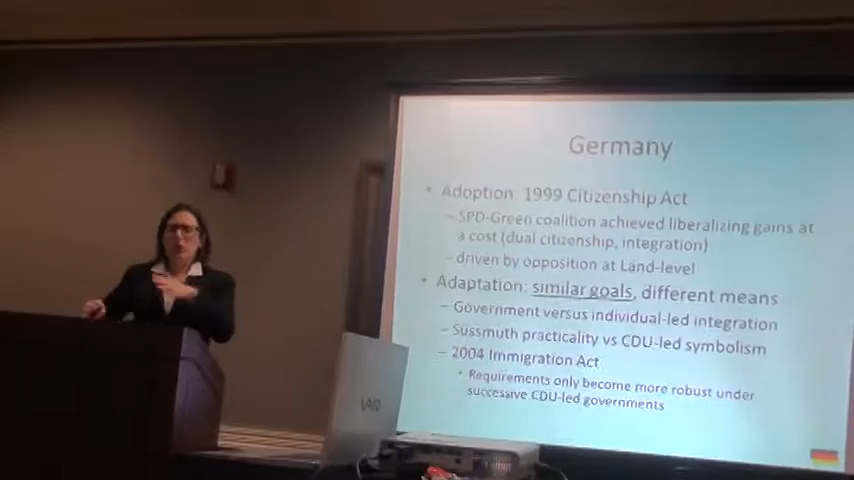 Germany
• Adoption: 1999 Citizenship Act
– SPD-Green coalition achieved liberalizing gains at
a cost (dual citizenship, integration)
– driven by opposition at Land-level
• Adaptation: similar goals, different means
– Government versus individual-led integration
– Süssmuth practicality vs CDU-led symbolism
– 2004 Immigration Act
• Requirements only become more robust under
successive CDU-led governments